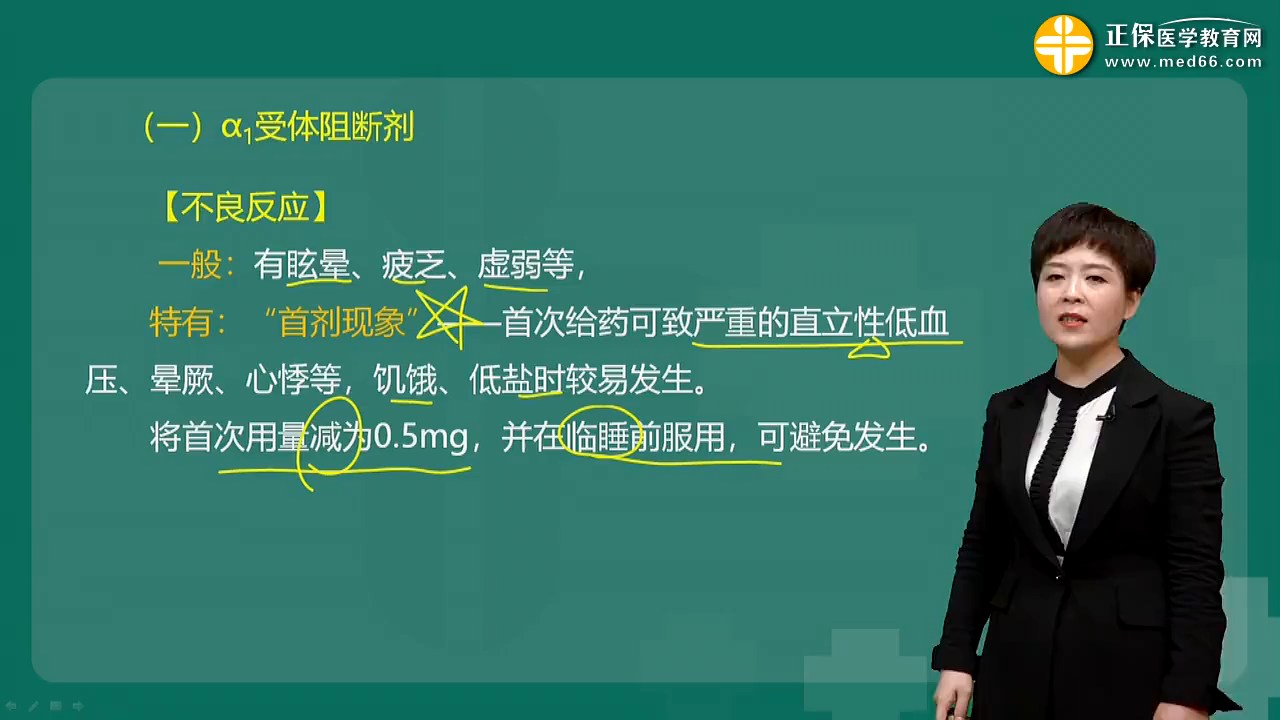 正保医学教育网
www.med66.com
（一）α1受体阻断剂
【不良反应】
一般：有眩晕、疲乏、虚弱等，
特有：“首剂现象”——首次给药可致严重的直立性低血
压、晕厥、心悸等，饥饿、低盐时较易发生。
将首次用量减为0.5mg，并在临睡前服用，可避免发生。